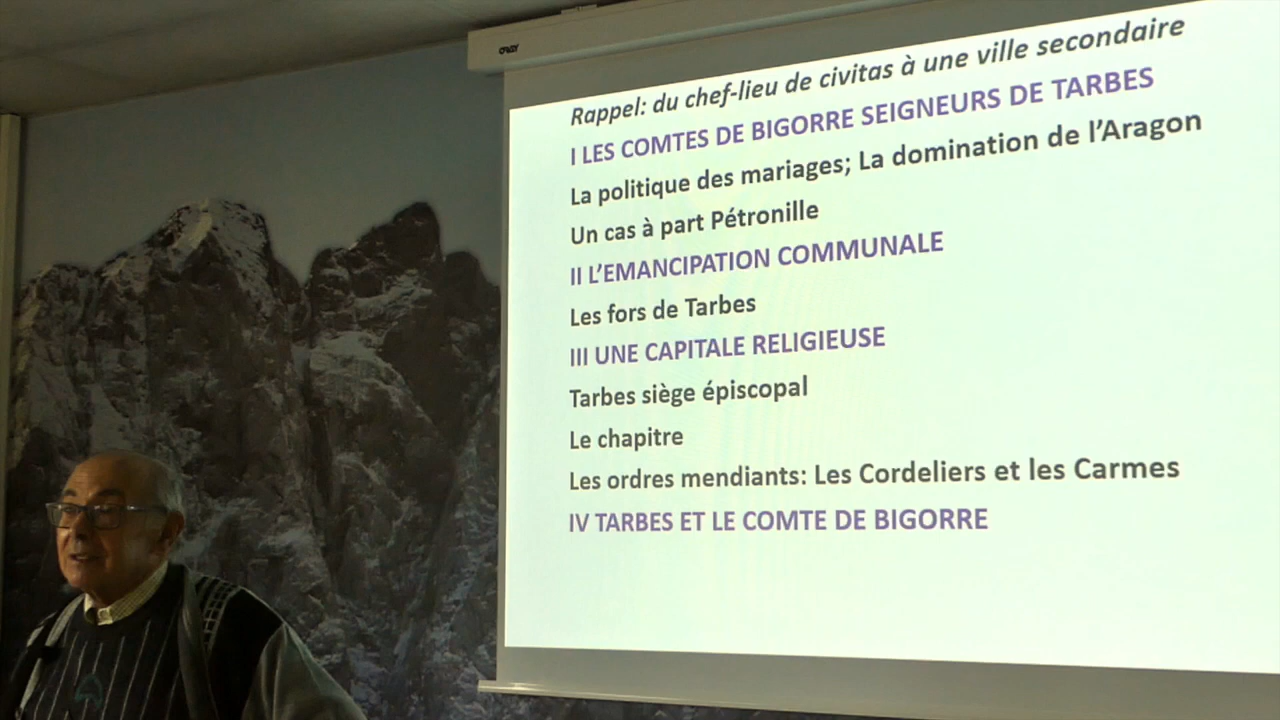 ORAY
Rappel: du chef-lieu de civitas à une ville secondaire
I LES COMTES DE BIGORRE SEIGNEURS DE TARBES
La politique des mariages; La domination de l’Aragon
Un cas à part Pétronille
II L’EMANCIPATION COMMUNALE
Les fors de Tarbes
III UNE CAPITALE RELIGIEUSE
Tarbes siège épiscopal
Le chapitre
Les ordres mendiants: Les Cordeliers et les Carmes
IV TARBES ET LE COMTE DE BIGORRE